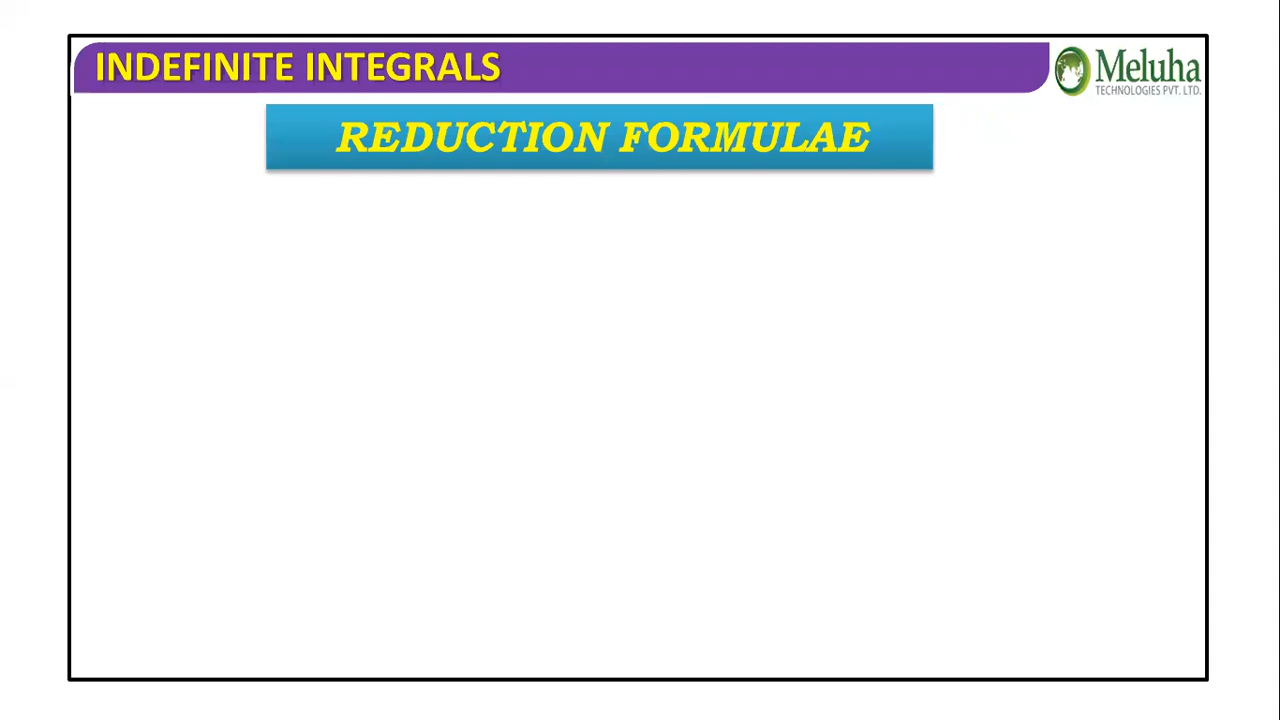 INDEFINITE INTEGRALS
Meluha
TECHNOLOGIES PVT. LTD.
REDUCTION FORMULAE